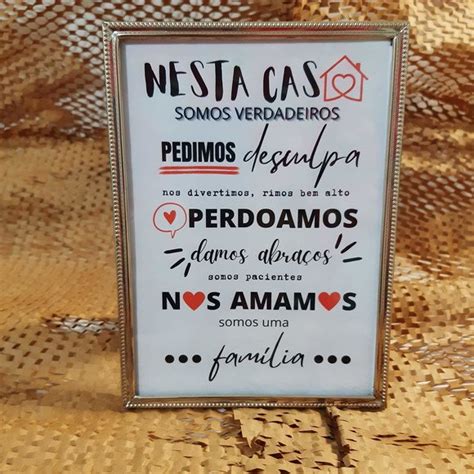 NESTA CAS
SOMOS VERDADEIROS
PEDIMOS desculpa
nos divertimos, rimos bem alto
PERDOAMOS
damos abraços
somos pacientes
NOS AMAMOS
somos uma
família